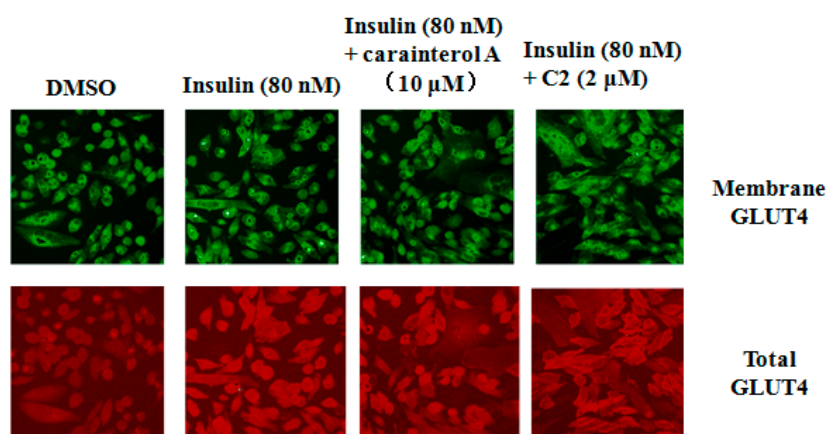 DMSO
Insulin (80 nM)
Insulin (80 nM)
+ carainterol A
(10 μM)
Insulin (80 nM)
+ C2 (2 μM)
Membrane
GLUT4
Total
GLUT4